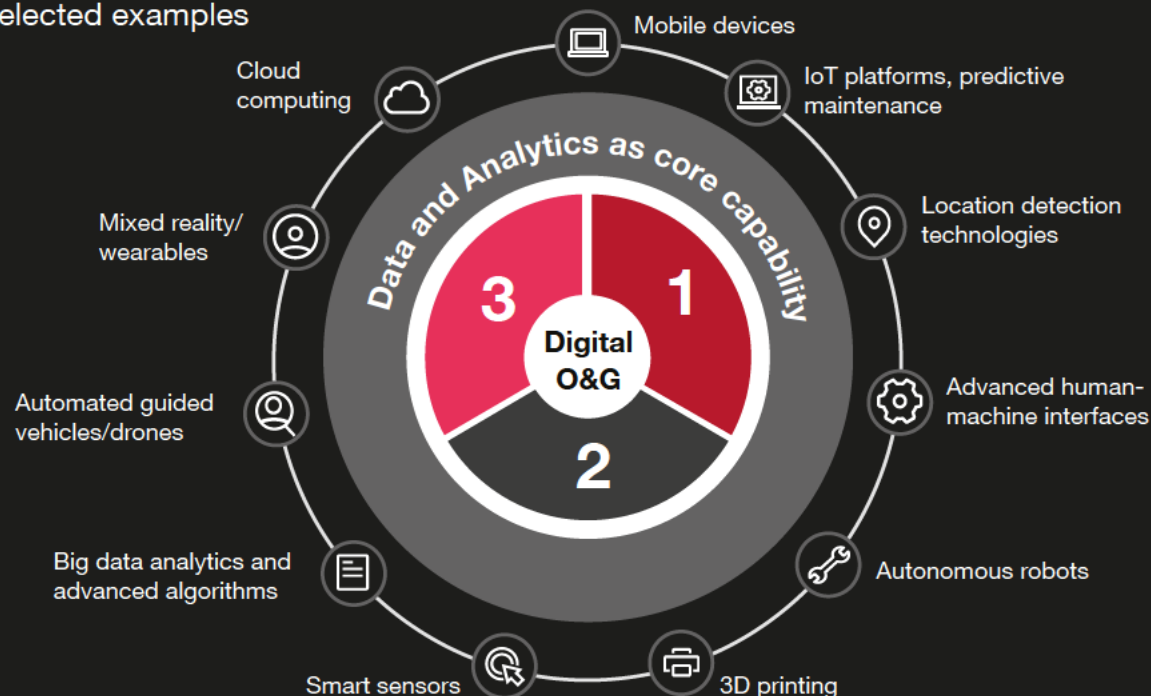 elected examples
Mobile devices
IoT platforms, predictive
maintenance
Location detection
technologies
Advanced human-
machine interfaces
Autonomous robots
3D printing
Smart sensors
Big data analytics and
advanced algorithms
Automated guided
vehicles/drones
Mixed reality/
wearables
Cloud
computing
Data and Analytics as core capability
1
2
3
Digital
O&G